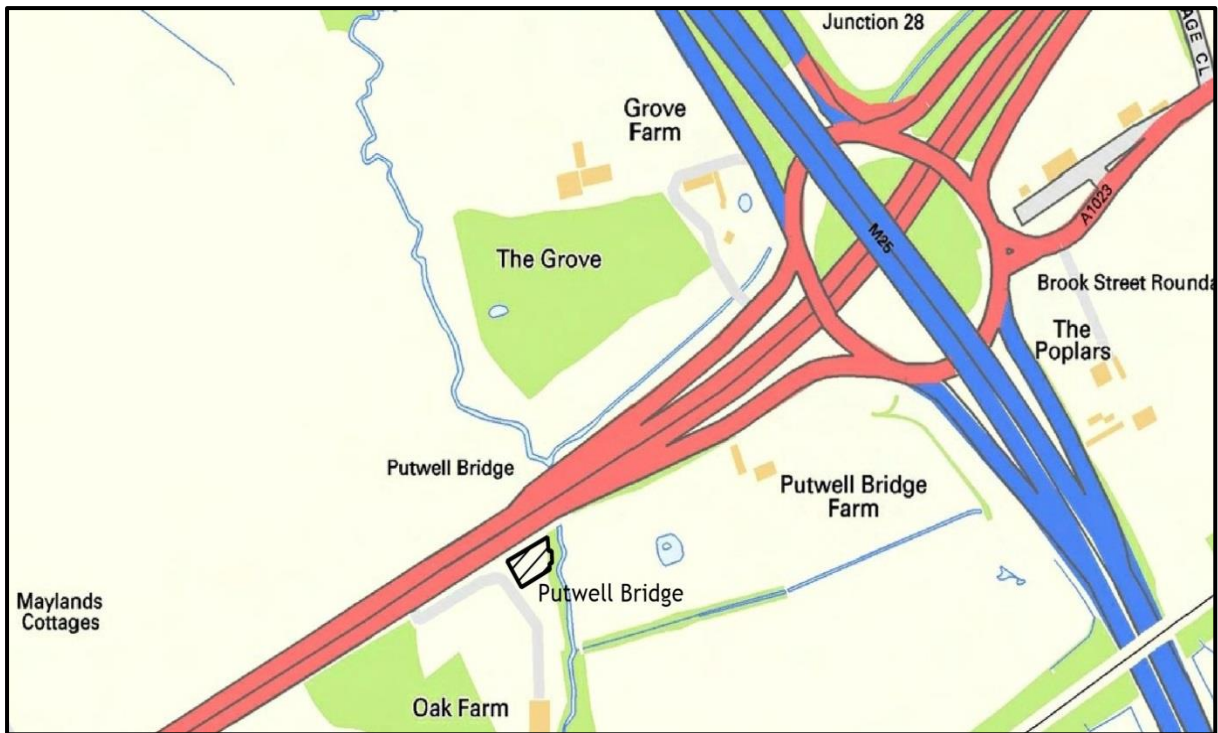 Junction 28
AGE CL
Grove
Farm
A1023
The Grove
M25
Brook Street Rounda
The
Poplars
Putwell Bridge
Putwell Bridge
Farm
Putwell Bridge
Maylands
Cottages
Oak Farm